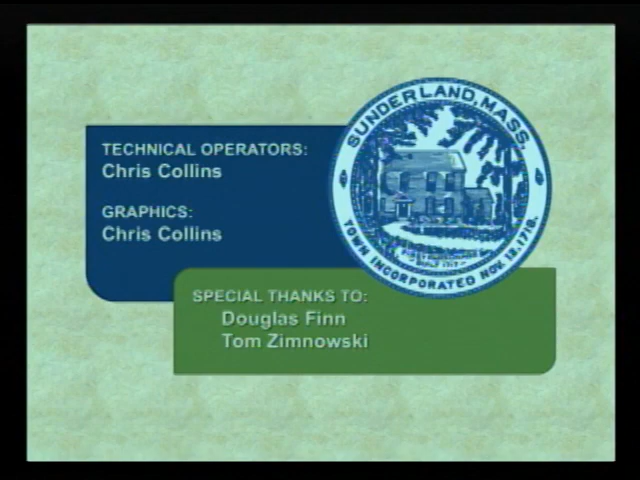 TECHNICAL OPERATORS:
Chris Collins
GRAPHICS:
Chris Collins
SUNDERLAND, MASS.
TOWN INCORPORATED NOV. 12, 1718.
SPECIAL THANKS TO:
Douglas Finn
Tom Zimnowski